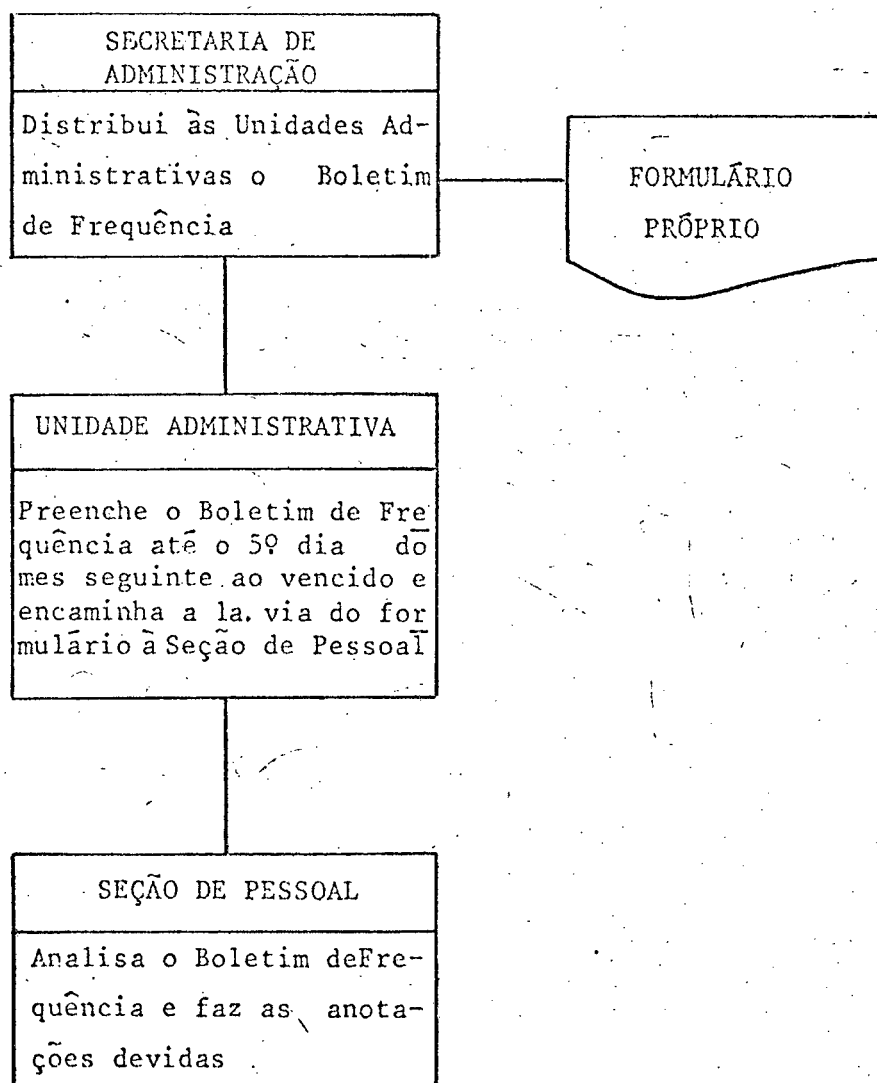 SECRETARIA DE
ADMINISTRAÇÃO
Distribui às Unidades Ad-
ministrativas o Boletim
de Frequência
FORMULÁRIO
PRÓPRIO
UNIDADE ADMINISTRATIVA
Preenche o Boletim de Fre
quência até o 5º dia do
mes seguinte ao vencido e
encaminha a 1a. via do for
mulário à Seção de Pessoal
SEÇÃO DE PESSOAL
Analisa o Boletim deFre-
quência e faz as anota-
ções devidas